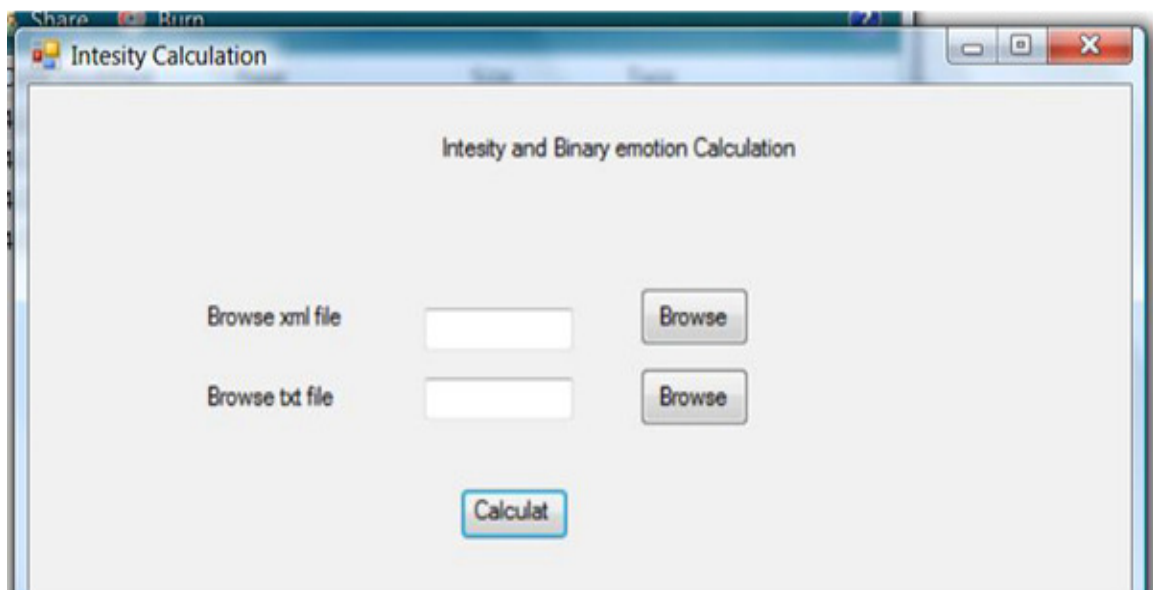 Share Burn
Intesity Calculation
Intesity and Binary emotion Calculation
Browse xml file
Browse
Browse txt file
Browse
Calculat